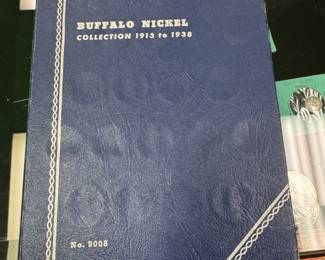 BUFFALO NICKEL
COLLECTION 1913 to 1938
No. 9008